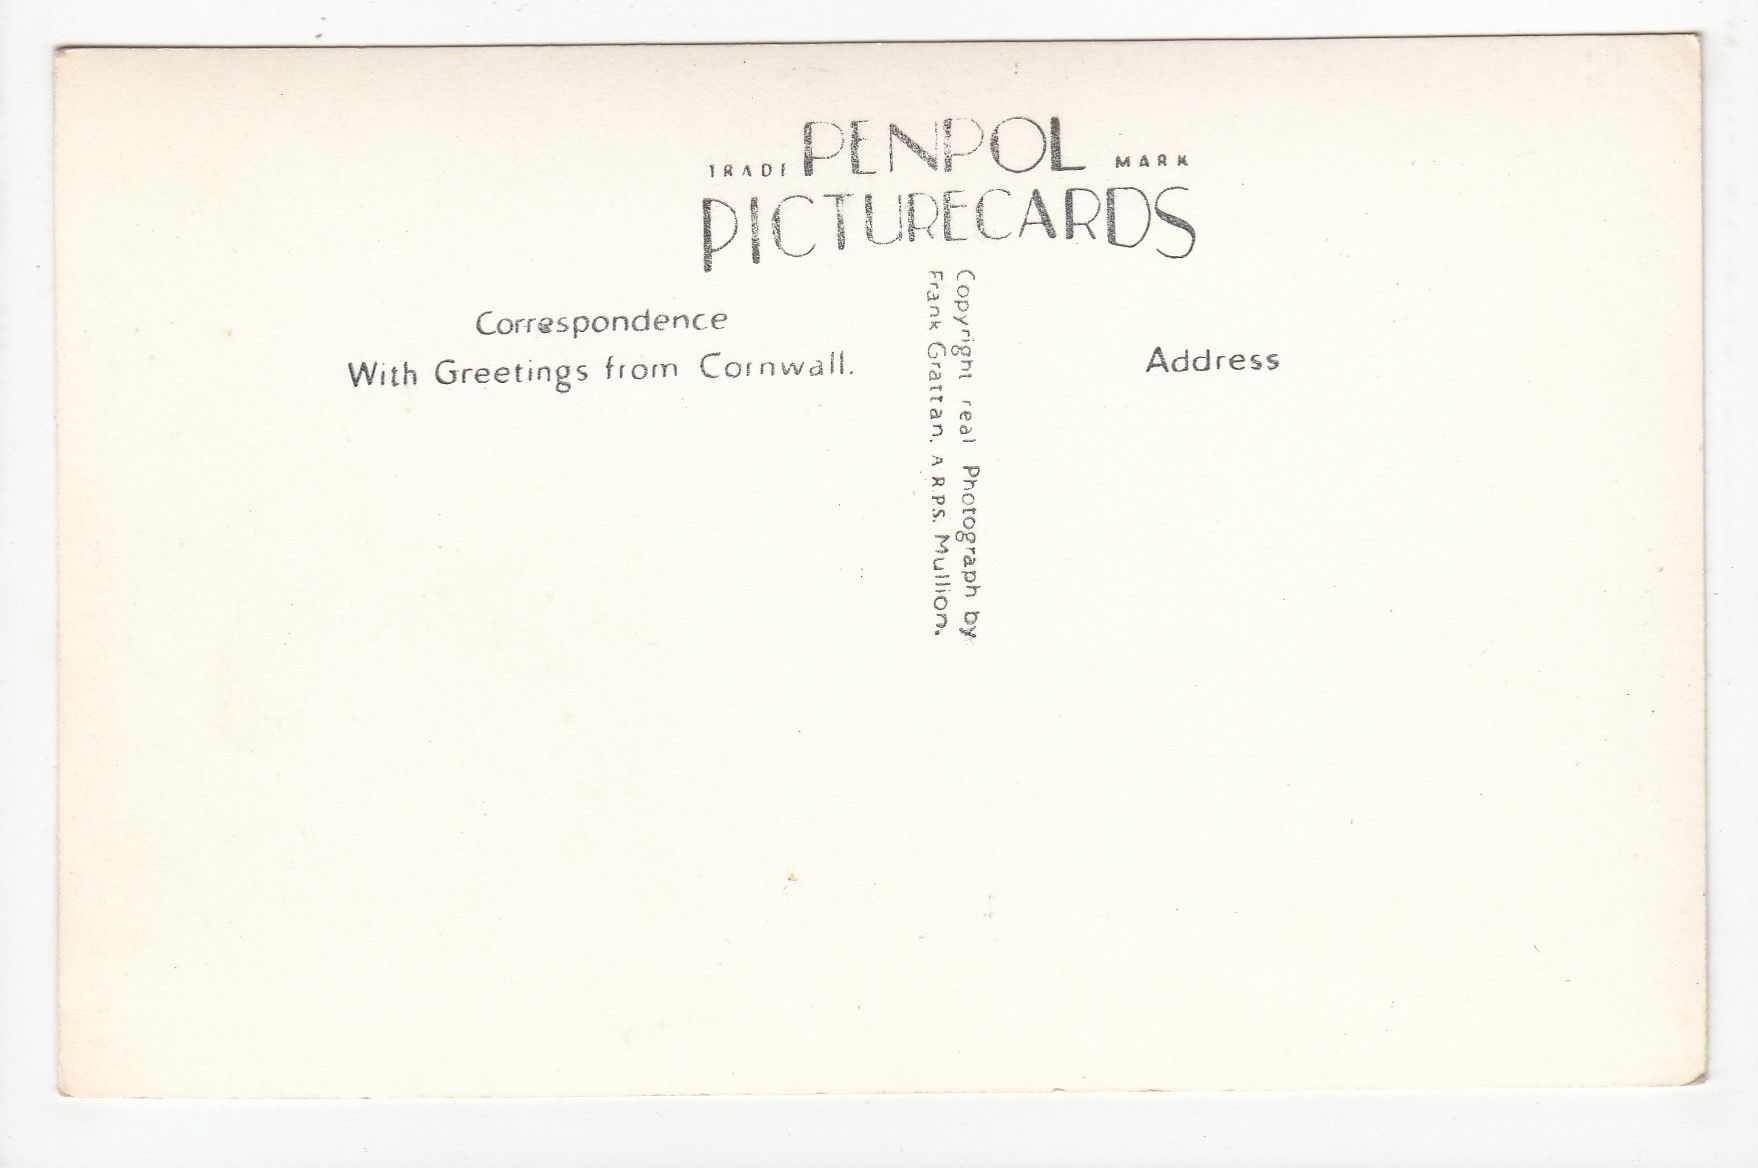 TRADE PENPOL MARK
PICTURECARDS
Correspondence
With Greetings from Cornwall.
Copyright real Photograph by
Frank Grattan. A.R.P.S. Mullion.
Address